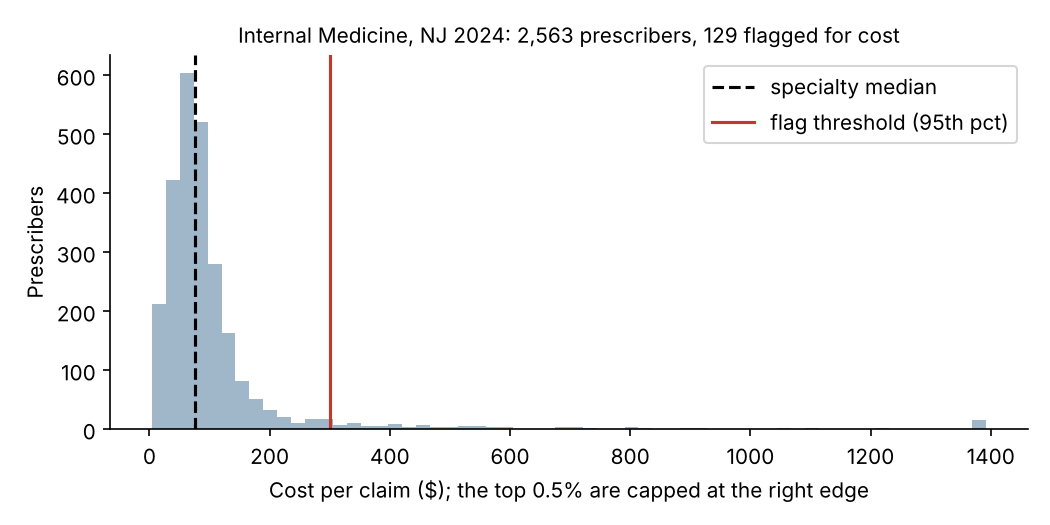 Internal Medicine, NJ 2024: 2,563 prescribers, 129 flagged for cost
specialty median
flag threshold (95th pct)
Prescribers
600
500
400
300
200
100
0
0 200 400 600 800 1000 1200 1400
Cost per claim ($); the top 0.5% are capped at the right edge